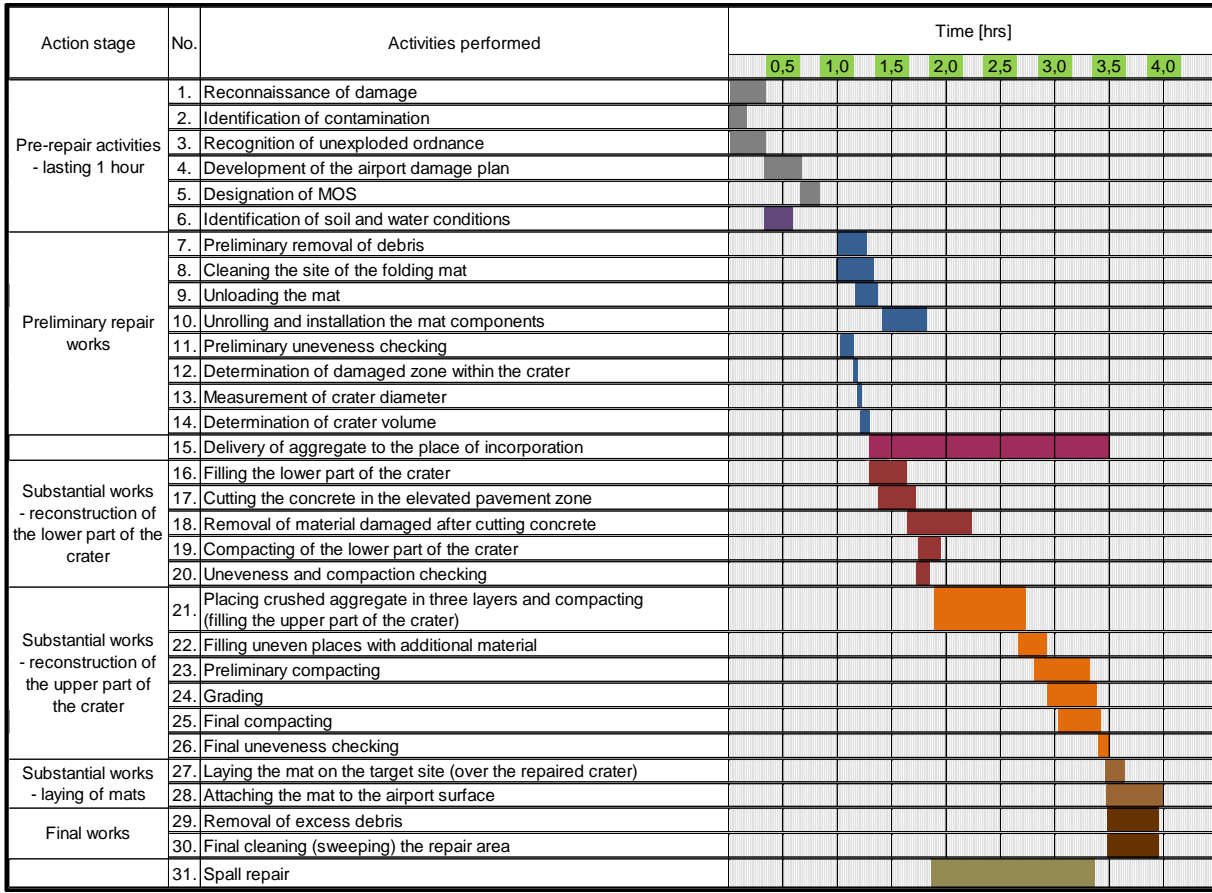 Action stage No. Activities performed Time [hrs]
0,5 1,0 1,5 2,0 2,5 3,0 3,5 4,0
Pre-repair activities
- lasting 1 hour
1. Reconnaissance of damage
2. Identification of contamination
3. Recognition of unexploded ordnance
4. Development of the airport damage plan
5. Designation of MOS
6. Identification of soil and water conditions
Preliminary repair
works
7. Preliminary removal of debris
8. Cleaning the site of the folding mat
9. Unloading the mat
10. Unrolling and installation the mat components
11. Preliminary uneveness checking
12. Determination of damaged zone within the crater
13. Measurement of crater diameter
14. Determination of crater volume
15. Delivery of aggregate to the place of incorporation
Substantial works
- reconstruction of
the lower part of the
crater
16. Filling the lower part of the crater
17. Cutting the concrete in the elevated pavement zone
18. Removal of material damaged after cutting concrete
19. Compacting of the lower part of the crater
20. Uneveness and compaction checking
Substantial works
- reconstruction of
the upper part of
the crater
21. Placing crushed aggregate in three layers and compacting
(filling the upper part of the crater)
22. Filling uneven places with additional material
23. Preliminary compacting
24. Grading
25. Final compacting
26. Final uneveness checking
Substantial works
- laying of mats
27. Laying the mat on the target site (over the repaired crater)
28. Attaching the mat to the airport surface
Final works
29. Removal of excess debris
30. Final cleaning (sweeping) the repair area
31. Spall repair